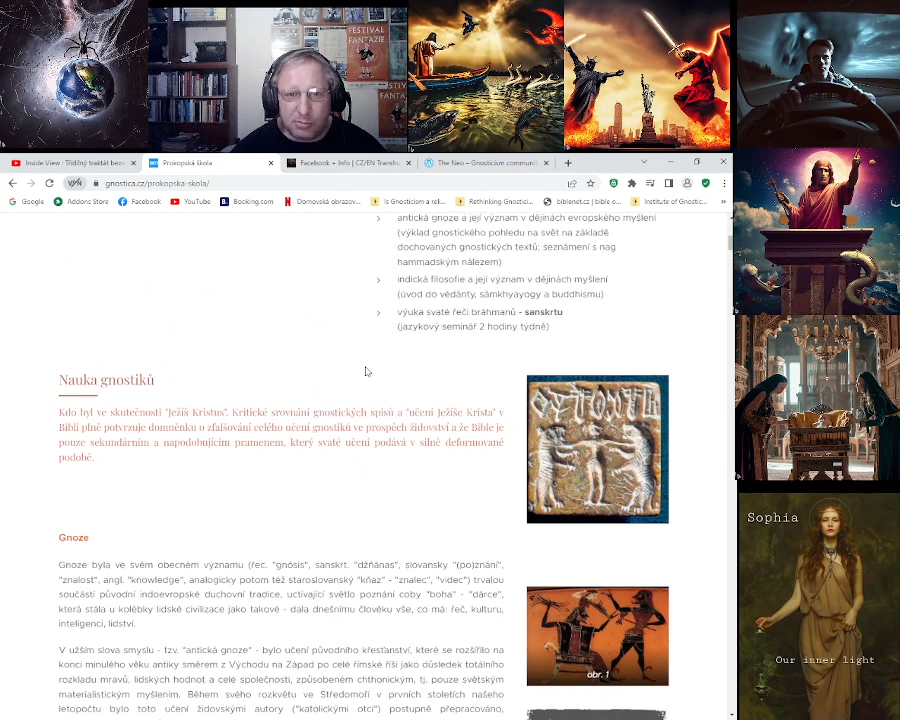 FESTIVAL
FANTAZIE
FESTIV
FANTA
Inside View : Třídílný traktát beze
Prokopská škola
Facebook + Info | CZ/EN Transhu
The Neo – Gnosticism communit
gnostica.cz/prokopska-skola/
Google
Addons Store
Facebook
YouTube
Booking.com
Domovská obrazov...
Is Gnosticism a reli...
Rethinking Gnostici...
biblenet.cz | bible o...
Institute of Gnostic...
»
antická gnoze a její význam v dějinách evropského myšlení
(výklad gnostického pohledu na svět na základě
dochovaných gnostických textů; seznámení s nag
hammadským nálezem)
indická filosofie a její význam v dějinách myšlení
(úvod do védánty, sámkhyayogy a buddhismu)
výuka svaté řeči bráhmanů - sanskrtu
(jazykový seminář 2 hodiny týdně)
Nauka gnostiků
Kdo byl ve skutečnosti "Ježíš Kristus". Kritické srovnání gnostických spisů a "učení Ježíše Krista" v
Bibli plně potvrzuje domněnku o zfalšování celého učení gnostiků ve prospěch židovství a že Bible je
pouze sekundárním a napodobujícím pramenem, který svaté učení podává v silně deformované
podobě.
Gnoze
Gnoze byla ve svém obecném významu (řec. "gnósis", sanskrt. "džňánas", slovansky "(po)znání",
"znalost", angl. "knowledge", analogicky potom též staroslovanský "kňaz" - "znalec", "videc") trvalou
součástí původní indoevropské duchovní tradice, uctívající světlo poznání coby "boha" - "dárce",
která stála u kolébky lidské civilizace jako takové - dala dnešnímu člověku vše, co má: řeč, kulturu,
inteligenci, lidství.
obr. 1
V užším slova smyslu - tzv. "antická gnoze" - bylo učení původního křesťanství, které se rozšířilo na
konci minulého věku antiky směrem z Východu na Západ po celé římské říši jako důsledek totálního
rozkladu mravů, lidských hodnot a celé společnosti, způsobeném chthonickým, tj. pouze světským
materialistickým myšlením. Během svého rozkvětu ve Středomoří v prvních stoletích našeho
letopočtu bylo toto učení židovskými autory ("katolickými otci") postupně přepracováno,
Sophia
Our inner light